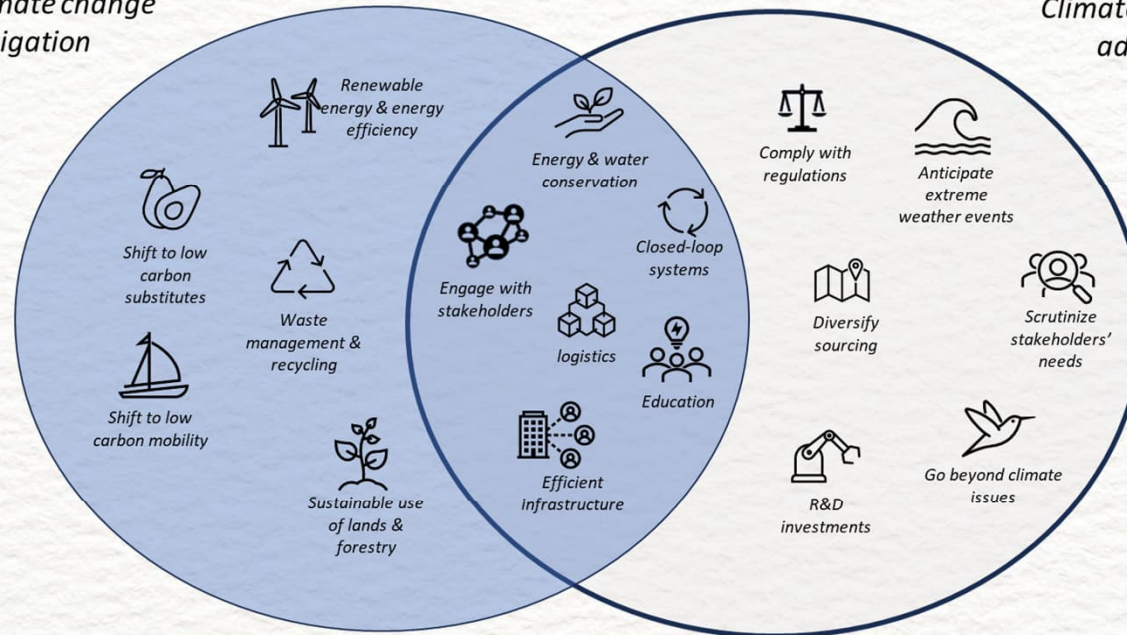 mate change
igation
Climat
ad
Renewable
energy & energy
efficiency
Shift to low
carbon
substitutes
Waste
management &
recycling
Shift to low
carbon mobility
Sustainable use
of lands &
forestry
Energy & water
conservation
Closed-loop
systems
Engage with
stakeholders
logistics
Education
Efficient
infrastructure
Comply with
regulations
Anticipate
extreme
weather events
Diversify
sourcing
Scrutinize
stakeholders'
needs
R&D
investments
Go beyond climate
issues